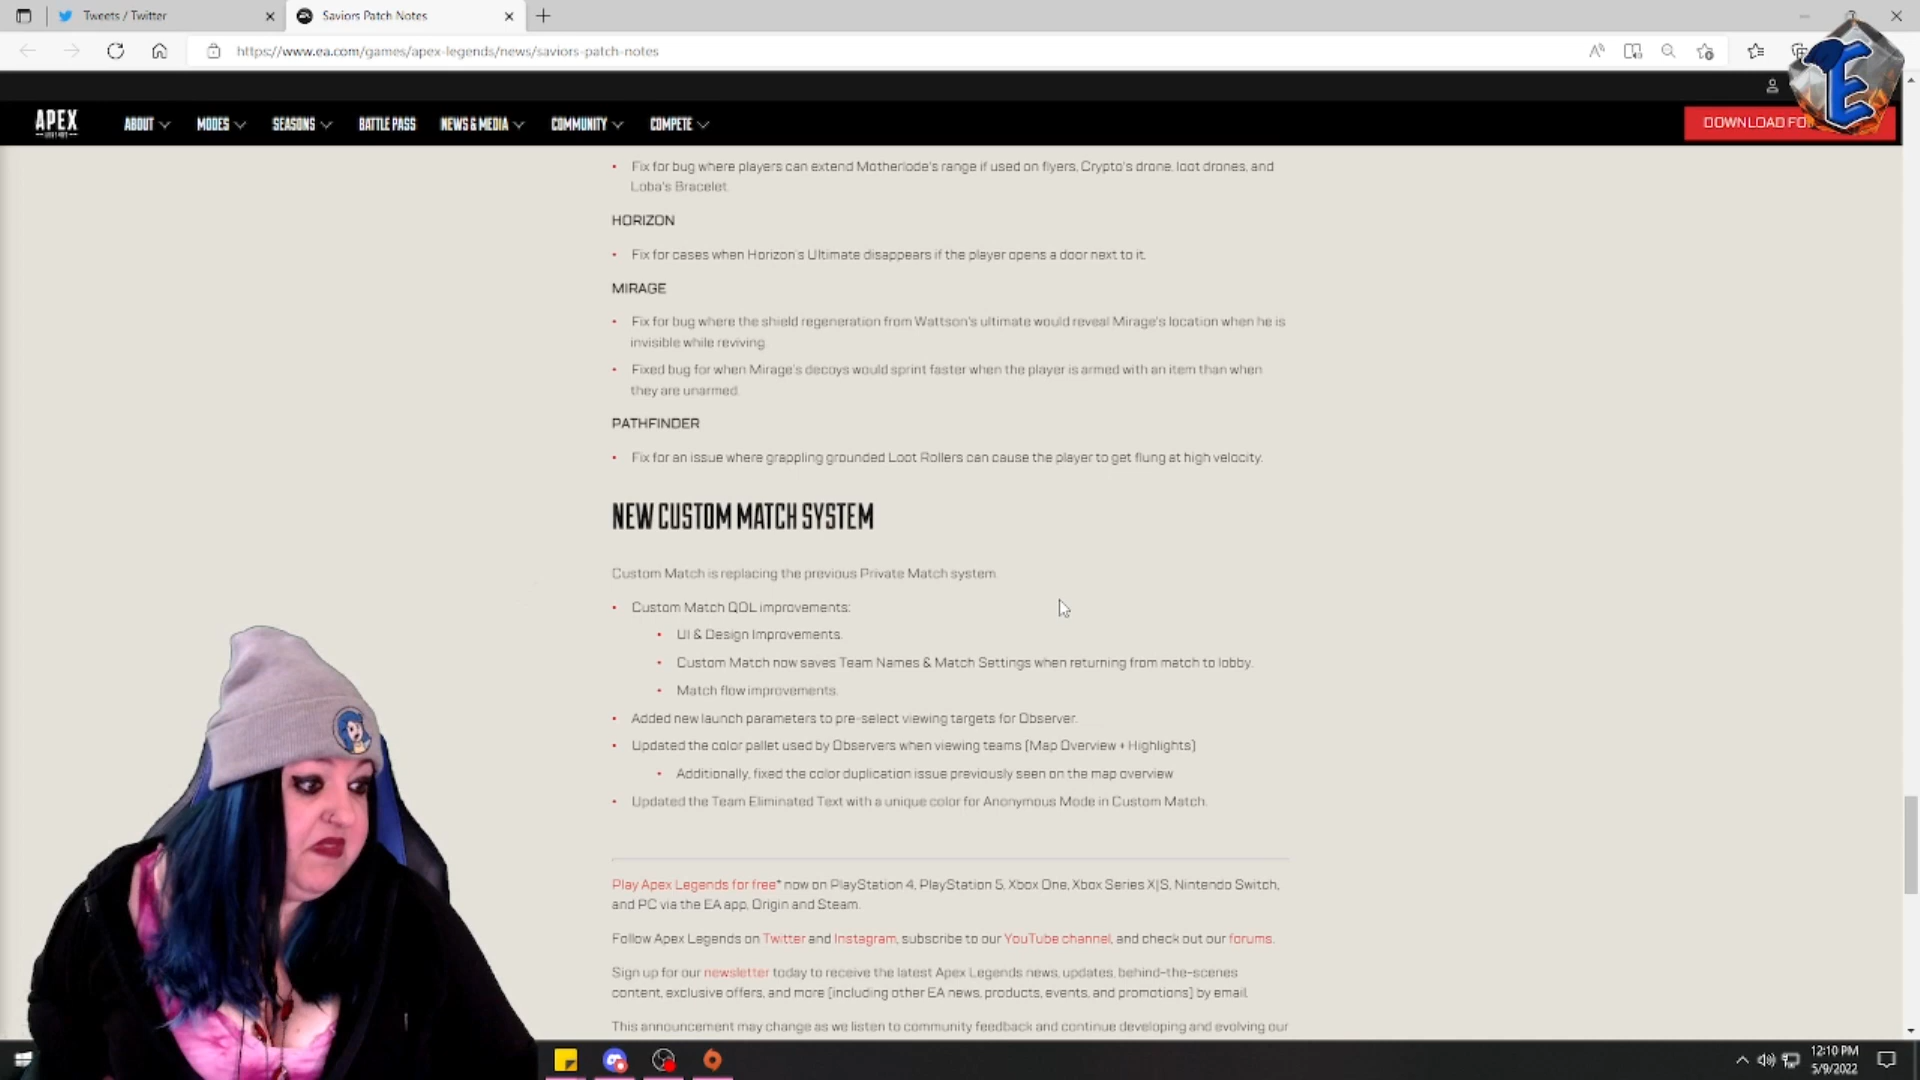 Tweets / Twitter
Saviors Patch Notes
https://www.ea.com/games/apex-legends/news/saviors-patch-notes
E
APEX
ABOUT
MODES
SEASONS
BATTLE PASS
NEWS & MEDIA
COMMUNITY
COMPETE
DOWNLOAD FO
Fix for bug where players can extend Motherlode's range if used on flyers, Crypto's drone, loot drones, and
Loba's Bracelet.
HORIZON
Fix for cases when Horizon's Ultimate disappears if the player opens a door next to it.
MIRAGE
Fix for bug where the shield regeneration from Wattson's ultimate would reveal Mirage's location when he is
invisible while reviving.
Fixed bug for when Mirage's decoys would sprint faster when the player is armed with an item than when
they are unarmed.
PATHFINDER
Fix for an issue where grappling grounded Loot Rollers can cause the player to get flung at high velocity.
NEW CUSTOM MATCH SYSTEM
Custom Match is replacing the previous Private Match system.
Custom Match QOL improvements:
UI & Design Improvements.
Custom Match now saves Team Names & Match Settings when returning from match to lobby.
Match flow improvements.
Added new launch parameters to pre-select viewing targets for Observer.
Updated the color pallet used by Observers when viewing teams (Map Overview + Highlights)
Additionally, fixed the color duplication issue previously seen on the map overview
Updated the Team Eliminated Text with a unique color for Anonymous Mode in Custom Match.
Play Apex Legends for free* now on PlayStation 4, PlayStation 5, Xbox One, Xbox Series X|S, Nintendo Switch,
and PC via the EA app, Origin and Steam.
Follow Apex Legends on Twitter and Instagram, subscribe to our YouTube channel, and check out our forums.
Sign up for our newsletter today to receive the latest Apex Legends news, updates, behind-the-scenes
content, exclusive offers, and more (including other EA news, products, events, and promotions) by email.
This announcement may change as we listen to community feedback and continue developing and evolving our
12:10 PM
5/9/2022